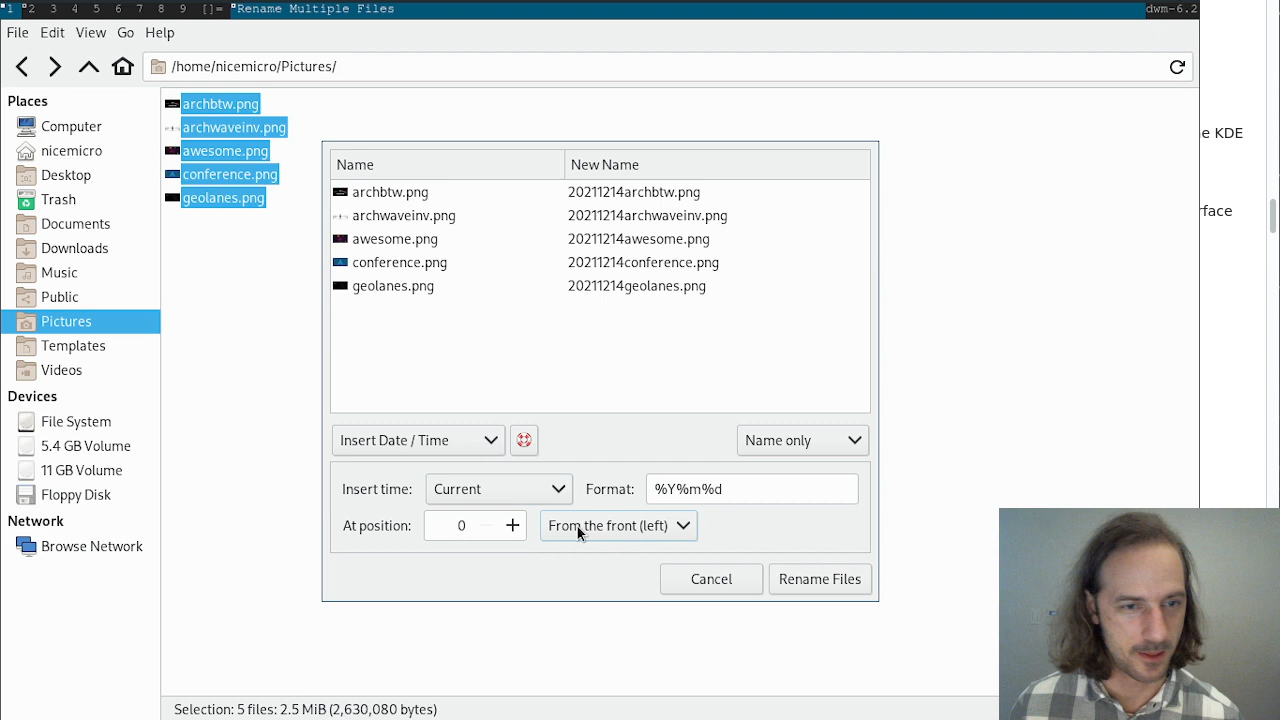 1 2 3 4 5 6 7 8 9 []= Rename Multiple Files dwm-6.2
File Edit View Go Help
/home/nicemicro/Pictures/
Places
Computer
nicemicro
Desktop
Trash
Documents
Downloads
Music
Public
Pictures
Templates
Videos
Devices
File System
5.4 GB Volume
11 GB Volume
Floppy Disk
Network
Browse Network
archbtw.png
archwaveinv.png
awesome.png
conference.png
geolanes.png
Name New Name
archbtw.png 20211214archbtw.png
archwaveinv.png 20211214archwaveinv.png
awesome.png 20211214awesome.png
conference.png 20211214conference.png
geolanes.png 20211214geolanes.png
Insert Date / Time Name only
Insert time: Current Format: %Y%m%d
At position: 0 From the front (left)
Cancel Rename Files
Selection: 5 files: 2.5 MiB (2,630,080 bytes)
e KDE
rface